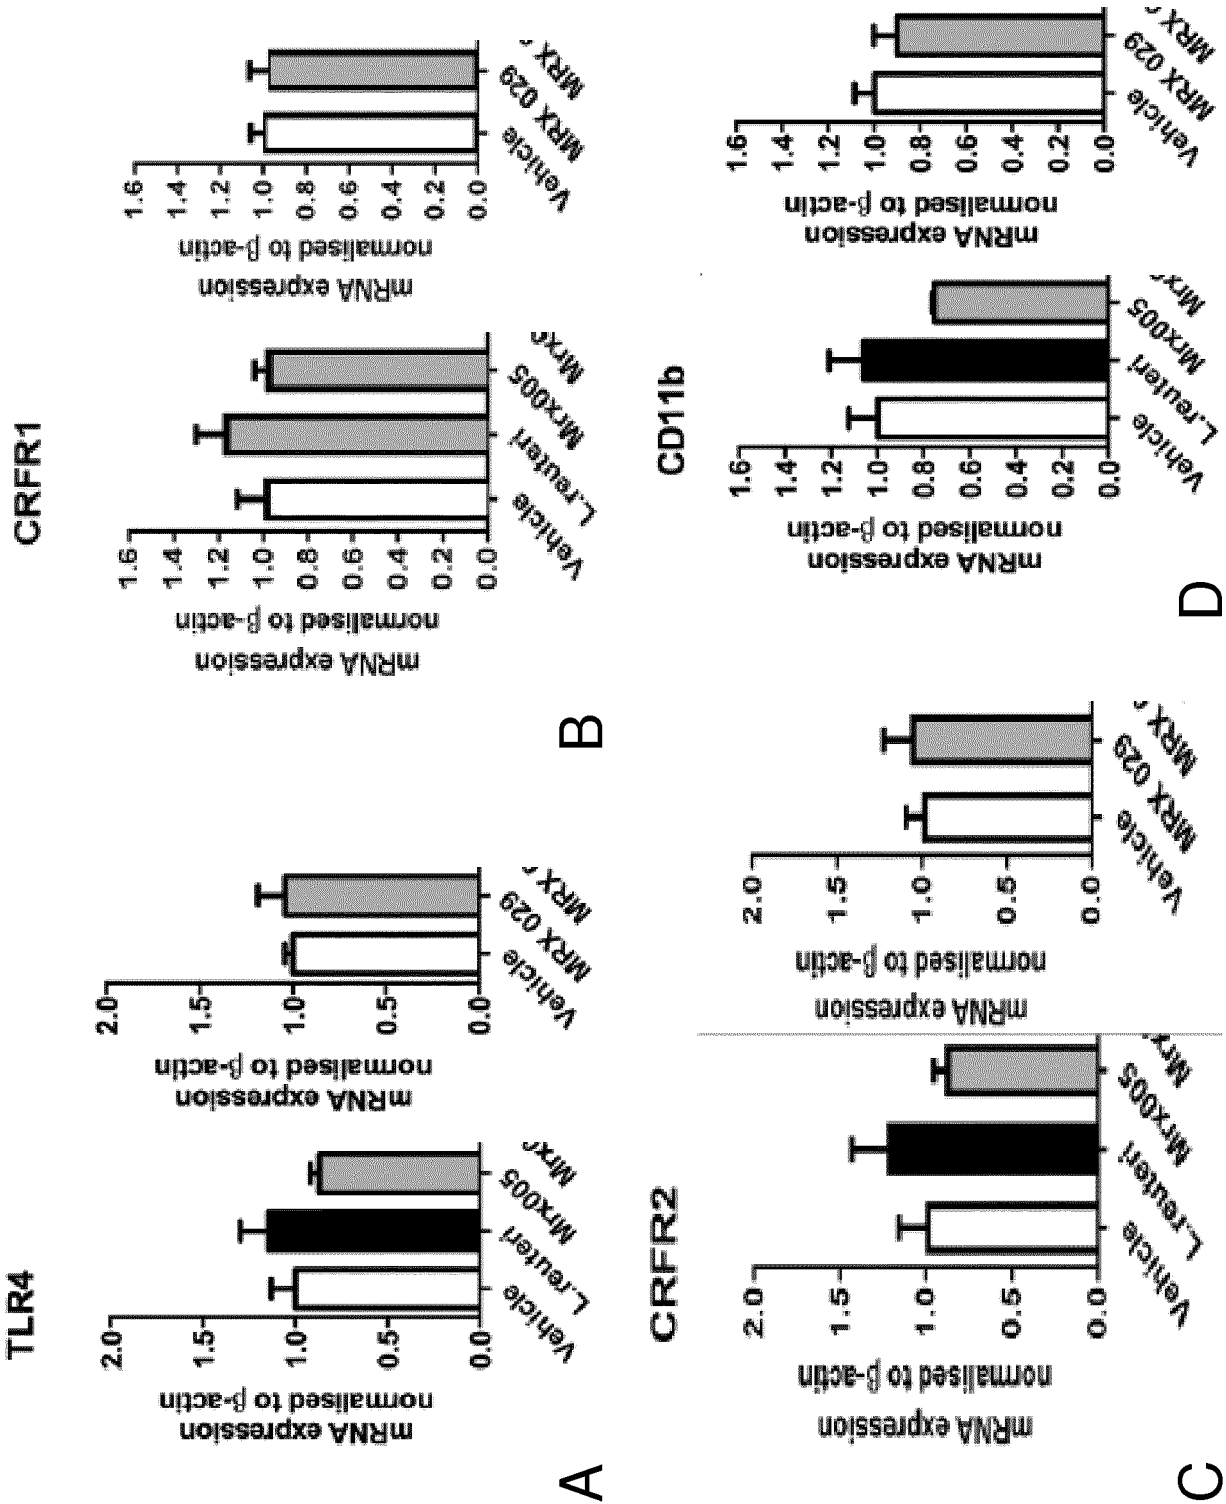 TLR4
mRNA expression
normalised to β-actin
2.0
1.5
1.0
0.5
0.0
Vehicle
L.reuteri
Mrx005
mRNA expression
normalised to β-actin
2.0
1.5
1.0
0.5
0.0
Vehicle
MRX 029
MRX
A
CRFR1
mRNA expression
normalised to β-actin
1.6
1.4
1.2
1.0
0.8
0.6
0.4
0.2
0.0
Vehicle
L.reuteri
Mrx005
mRNA expression
normalised to β-actin
1.6
1.4
1.2
1.0
0.8
0.6
0.4
0.2
0.0
Vehicle
MRX 029
MRX
B
CRFR2
mRNA expression
normalised to β-actin
2.0
1.5
1.0
0.5
0.0
Vehicle
L.reuteri
Mrx005
mRNA expression
normalised to β-actin
2.0
1.5
1.0
0.5
0.0
Vehicle
MRX 029
MRX
C
CD11b
mRNA expression
normalised to β-actin
1.6
1.4
1.2
1.0
0.8
0.6
0.4
0.2
0.0
Vehicle
L.reuteri
Mrx005
mRNA expression
normalised to β-actin
1.6
1.4
1.2
1.0
0.8
0.6
0.4
0.2
0.0
Vehicle
MRX 029
MRX
D